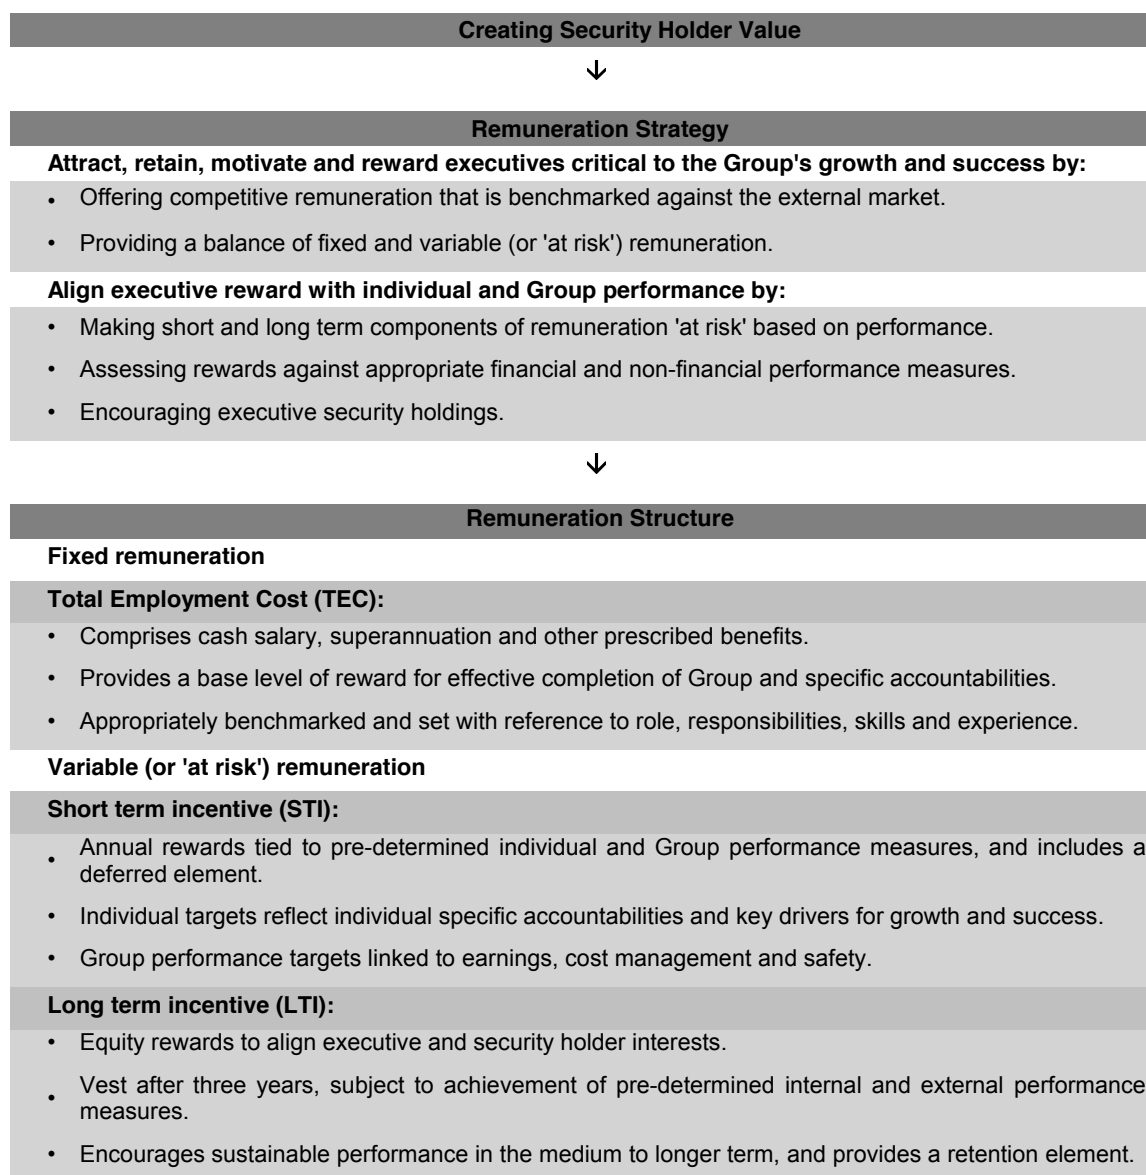 Creating Security Holder Value
↓
Remuneration Strategy
Attract, retain, motivate and reward executives critical to the Group's growth and success by:
• Offering competitive remuneration that is benchmarked against the external market.
• Providing a balance of fixed and variable (or 'at risk') remuneration.
Align executive reward with individual and Group performance by:
• Making short and long term components of remuneration 'at risk' based on performance.
• Assessing rewards against appropriate financial and non-financial performance measures.
• Encouraging executive security holdings.
↓
Remuneration Structure
Fixed remuneration
Total Employment Cost (TEC):
• Comprises cash salary, superannuation and other prescribed benefits.
• Provides a base level of reward for effective completion of Group and specific accountabilities.
• Appropriately benchmarked and set with reference to role, responsibilities, skills and experience.
Variable (or 'at risk') remuneration
Short term incentive (STI):
• Annual rewards tied to pre-determined individual and Group performance measures, and includes a
deferred element.
• Individual targets reflect individual specific accountabilities and key drivers for growth and success.
• Group performance targets linked to earnings, cost management and safety.
Long term incentive (LTI):
• Equity rewards to align executive and security holder interests.
• Vest after three years, subject to achievement of pre-determined internal and external performance
measures.
• Encourages sustainable performance in the medium to longer term, and provides a retention element.